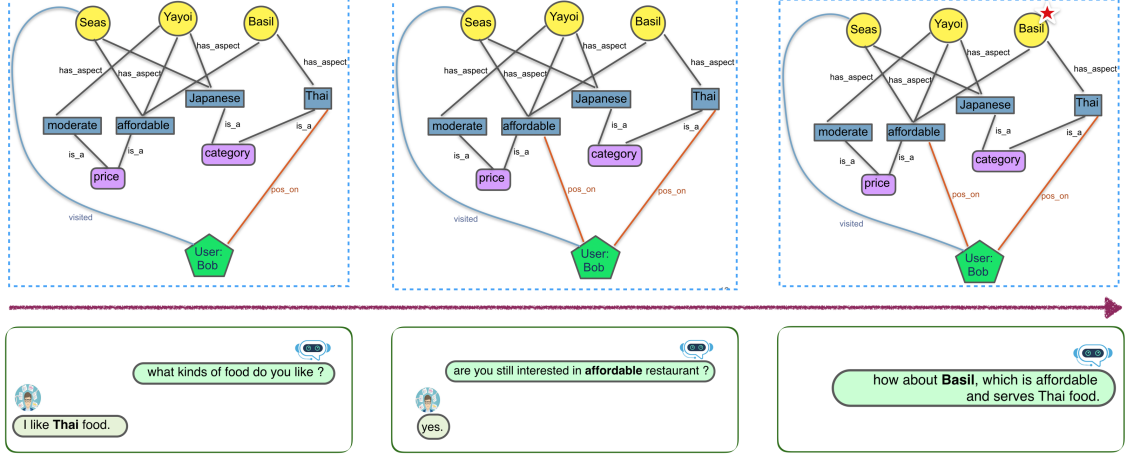 Seas
Yayoi
Basil
has_aspect
has_aspect
has_aspect
has_aspect
Japanese
Thai
moderate
affordable
is_a
is_a
is_a
is_a
category
price
pos_on
visited
User:
Bob
Seas
Yayoi
Basil
has_aspect
has_aspect
has_aspect
has_aspect
Japanese
Thai
moderate
affordable
is_a
is_a
is_a
is_a
category
price
pos_on
pos_on
visited
User:
Bob
Seas
Yayoi
Basil
has_aspect
has_aspect
has_aspect
has_aspect
Japanese
Thai
moderate
affordable
is_a
is_a
is_a
is_a
category
price
pos_on
pos_on
visited
User:
Bob
what kinds of food do you like ?
I like Thai food.
are you still interested in affordable restaurant ?
yes.
how about Basil, which is affordable
and serves Thai food.